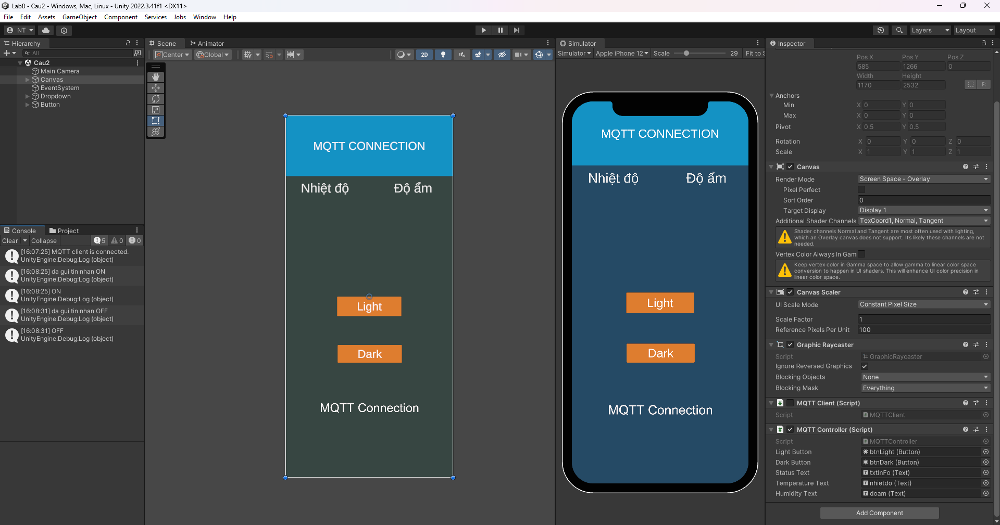 Lab8 - Cau2 - Windows, Mac, Linux - Unity 2022.3.41f1 <DX11>
File Edit Assets GameObject Component Services Jobs Window Help
NT
Layers Layout
Hierarchy
All
Cau2
Main Camera
Canvas
EventSystem
Dropdown
Button
Console Project
Clear Collapse 5 0 0
[16:07:25] MQTT client is connected.
UnityEngine.Debug:Log (object)
[16:08:25] da gui tin nhan ON
UnityEngine.Debug:Log (object)
[16:08:25] ON
UnityEngine.Debug:Log (object)
[16:08:31] da gui tin nhan OFF
UnityEngine.Debug:Log (object)
[16:08:31] OFF
UnityEngine.Debug:Log (object)
Scene Animator
Center Global 2D
MQTT CONNECTION
Nhiệt độ Độ ẩm
Light
Dark
MQTT Connection
Simulator
Simulator Apple iPhone 12 Scale 29 Fit to
MQTT CONNECTION
Nhiệt độ Độ ẩm
Light
Dark
MQTT Connection
Inspector
Pos X Pos Y Pos Z
585 1266 0
Width Height
1170 2532
R
Anchors
Min X 0 Y 0
Max X 0 Y 0
Pivot X 0.5 Y 0.5
Rotation X 0 Y 0 Z 0
Scale X 1 Y 1 Z 1
Canvas
Render Mode Screen Space - Overlay
Pixel Perfect
Sort Order 0
Target Display Display 1
Additional Shader Channels TexCoord1, Normal, Tangent
Shader channels Normal and Tangent are most often used with lighting,
which an Overlay canvas does not support. Its likely these channels are not
needed.
Vertex Color Always In Gam
Keep vertex color in Gamma space to allow gamma to linear color space
conversion to happen in UI shaders. This will enhance UI color precision in
linear color space.
Canvas Scaler
UI Scale Mode Constant Pixel Size
Scale Factor 1
Reference Pixels Per Unit 100
Graphic Raycaster
Script GraphicRaycaster
Ignore Reversed Graphics
Blocking Objects None
Blocking Mask Everything
MQTT Client (Script)
Script MQTTClient
MQTT Controller (Script)
Script MQTTController
Light Button btnLight (Button)
Dark Button btnDark (Button)
Status Text txtInFo (Text)
Temperature Text nhietdo (Text)
Humidity Text doam (Text)
Add Component